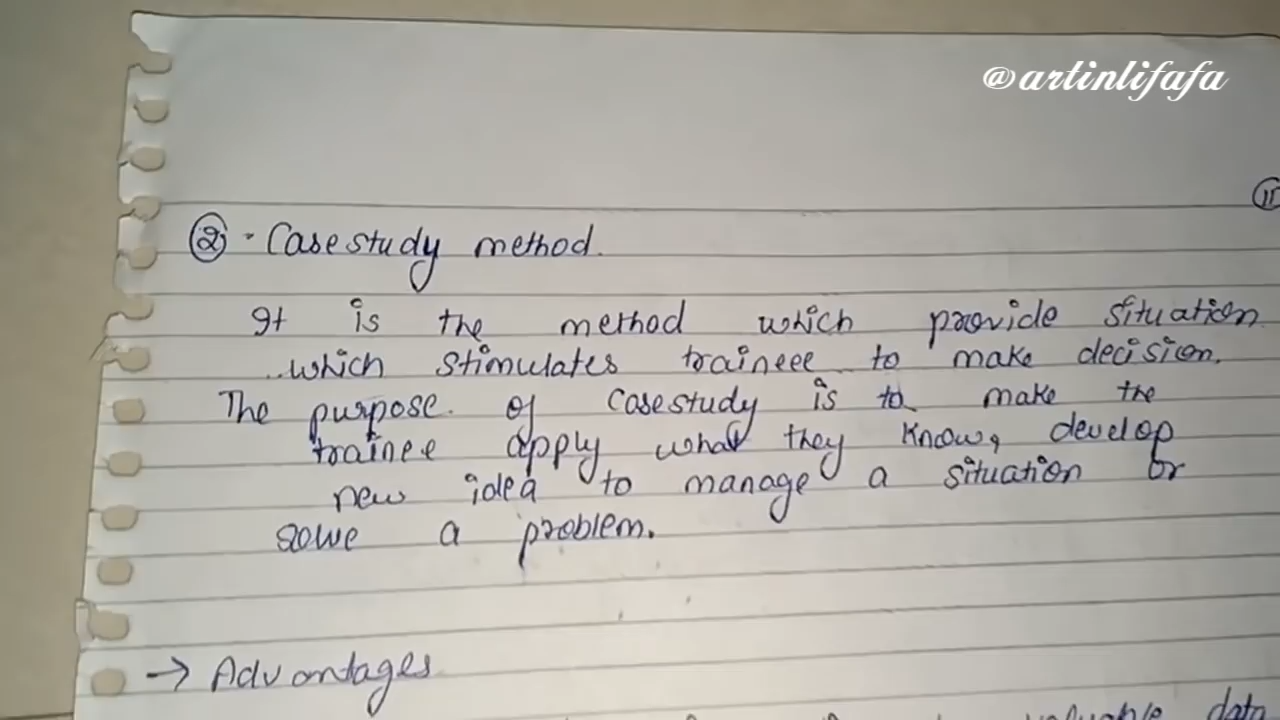 @artinlifafa
11
2. Casestudy method.
It is the method which provide situation
which stimulates traineee to make decision.
The purpose. of casestudy is to make the
trainee apply what they know, develop
new idea to manage a situation or
solve a problem.
→ Advantages
valuable data